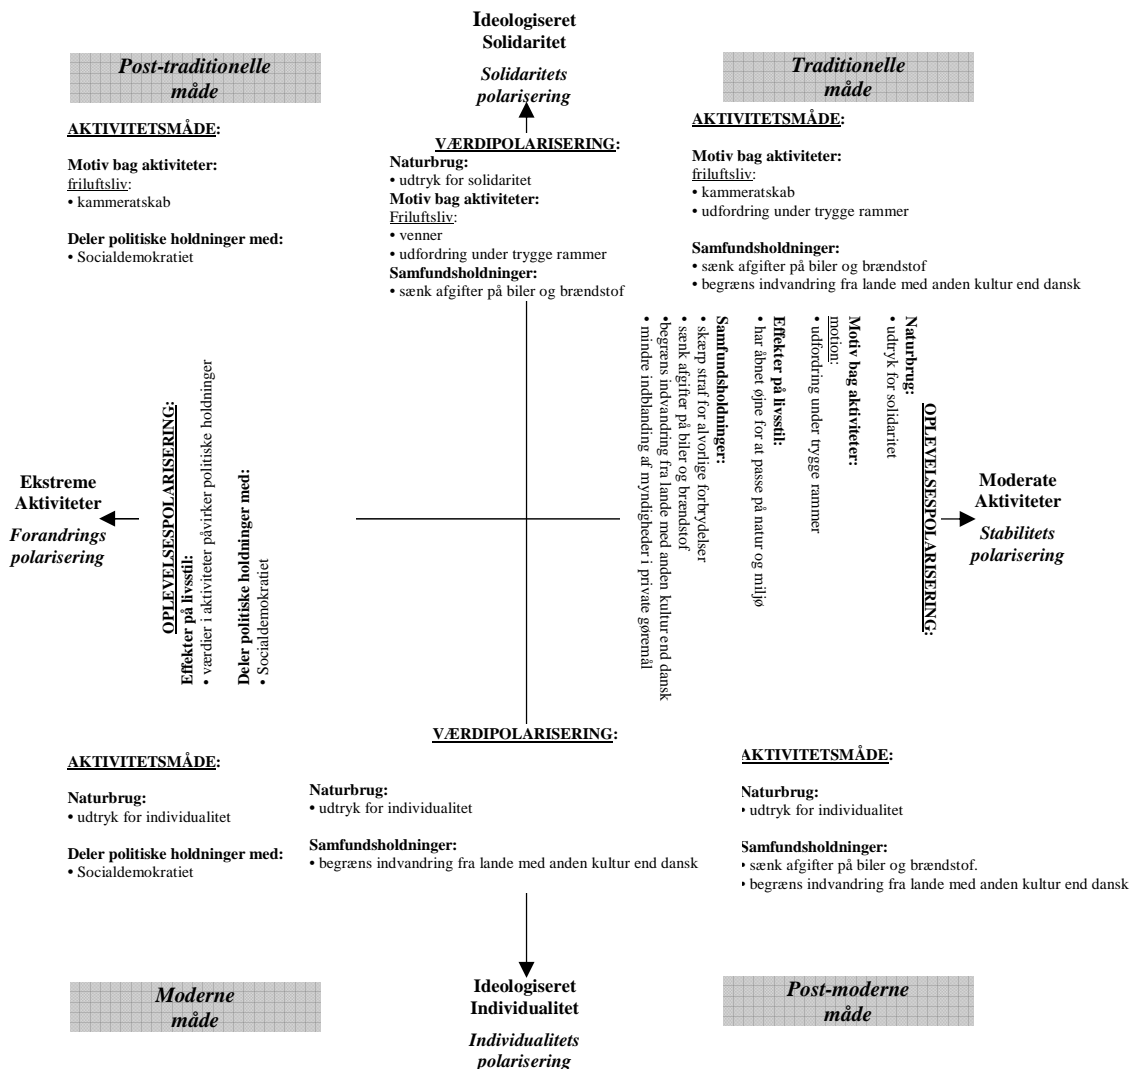 Ideologiseret
Solidaritet
Solidaritets
polarisering
Post-traditionelle
måde
AKTIVITETSMÅDE:
Motiv bag aktiviteter:
friluftsliv:
• kammeratskab
Deler politiske holdninger med:
• Socialdemokratiet
VÆRDIPOLARISERING:
Naturbrug:
• udtryk for solidaritet
Motiv bag aktiviteter:
Friluftsliv:
• venner
• udfordring under trygge rammer
Samfundsholdninger:
• sænk afgifter på biler og brændstof
Traditionelle
måde
AKTIVITETSMÅDE:
Motiv bag aktiviteter:
friluftsliv:
• kammeratskab
• udfordring under trygge rammer
Samfundsholdninger:
• sænk afgifter på biler og brændstof
• begræns indvandring fra lande med anden kultur end dansk
Ekstreme
Aktiviteter
Forandrings
polarisering
OPLEVELSESPOLARISERING:
Effekter på livsstil:
• værdier i aktiviteter påvirker politiske holdninger
Deler politiske holdninger med:
• Socialdemokratiet
OPLEVELSESPOLARISERING:
Naturbrug:
• udtryk for solidaritet
Motiv bag aktiviteter:
motion:
• udfordring under trygge rammer
Effekter på livsstil:
• har åbnet øjne for at passe på natur og miljø
Samfundsholdninger:
• skærp straf for alvorlige forbrydelser
• sænk afgifter på biler og brændstof
• begræns indvandring fra lande med anden kultur end dansk
• mindre indblanding af myndigheder i private gøremål
Moderate
Aktiviteter
Stabilitets
polarisering
AKTIVITETSMÅDE:
Naturbrug:
• udtryk for individualitet
Deler politiske holdninger med:
• Socialdemokratiet
VÆRDIPOLARISERING:
Naturbrug:
• udtryk for individualitet
Samfundsholdninger:
• begræns indvandring fra lande med anden kultur end dansk
AKTIVITETSMÅDE:
Naturbrug:
• udtryk for individualitet
Samfundsholdninger:
• sænk afgifter på biler og brændstof.
• begræns indvandring fra lande med anden kultur end dansk
Moderne
måde
Ideologiseret
Individualitet
Individualitets
polarisering
Post-moderne
måde